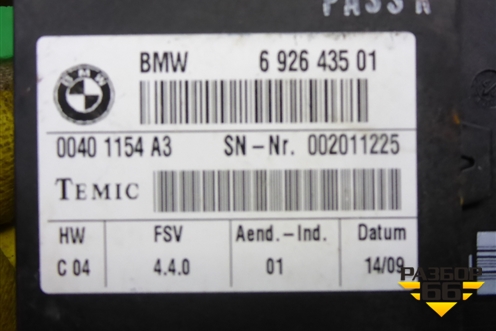 PASSR
BMW 6 926 435 01
BMW
0040 1154 A3 SN-Nr. 002011225
TEMIC
HW FSV Aend.-Ind. Datum
C 04 4.4.0 01 14/09
РАЗБОР
66